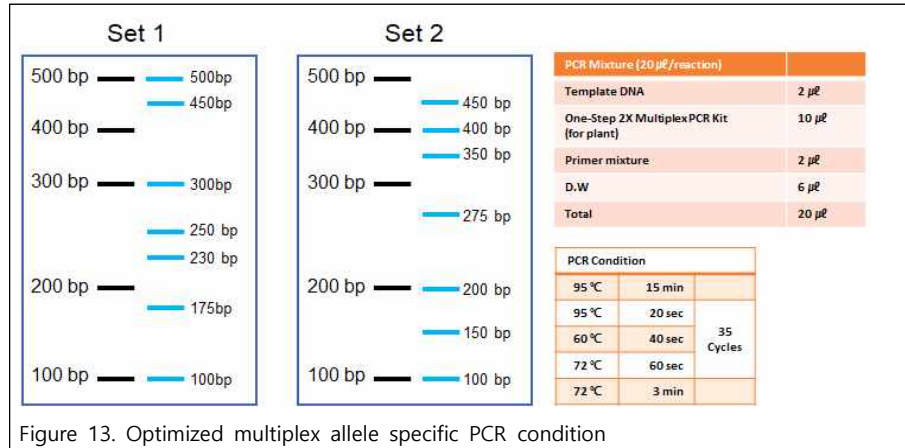 Set 1
500 bp
500bp
450bp
400 bp
300 bp
300bp
250 bp
230 bp
200 bp
175bp
100 bp
100bp
Set 2
500 bp
450 bp
400 bp
400 bp
350 bp
300 bp
275 bp
200 bp
200 bp
150 bp
100 bp
100 bp
PCR Mixture (20㎕/reaction)
Template DNA 2 ㎕
One-Step 2X Multiplex PCR Kit 10 ㎕
(for plant)
Primer mixture 2 ㎕
D.W 6 ㎕
Total 20 ㎕
PCR Condition
95 ℃ 15 min
95 ℃ 20 sec
60 ℃ 40 sec
35
Cycles
72 ℃ 60 sec
72 ℃ 3 min
Figure 13. Optimized multiplex allele specific PCR condition